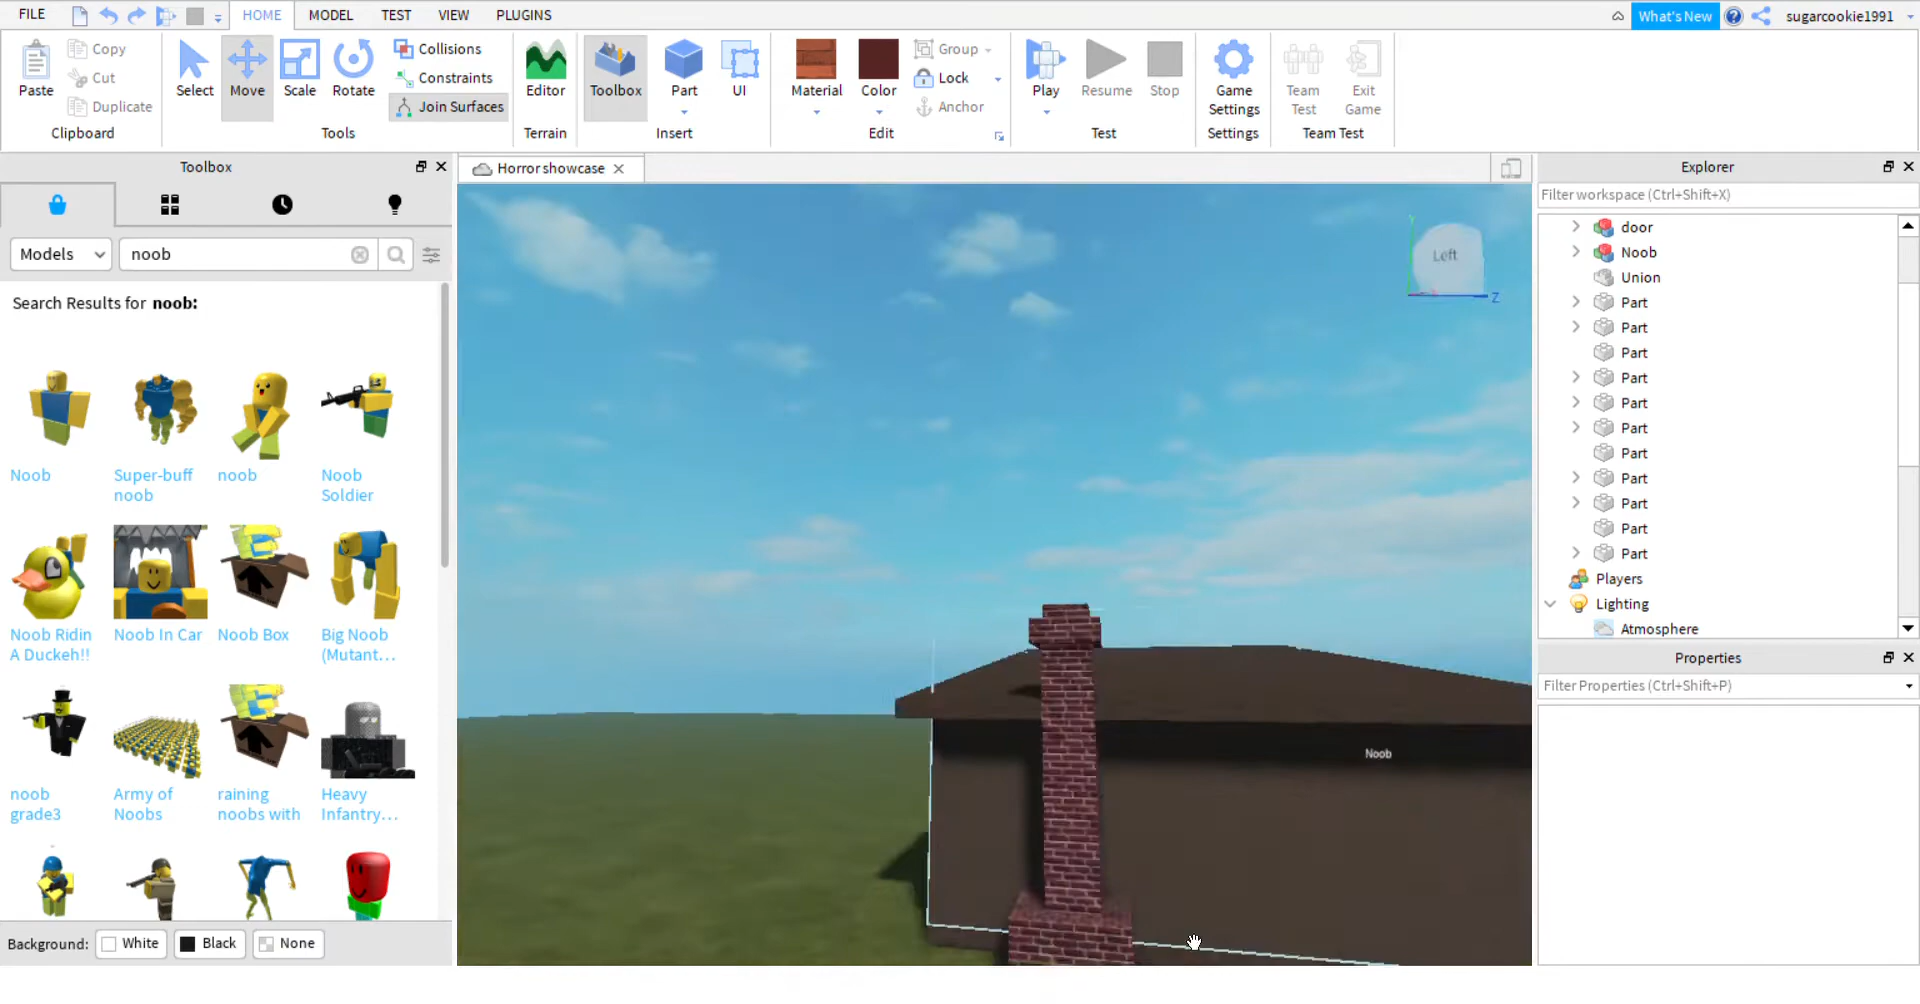 FILE HOME MODEL TEST VIEW PLUGINS What's New sugarcookie1991
Paste Copy Cut Duplicate Clipboard
Select Move Scale Rotate Collisions Constraints Join Surfaces Tools
Editor Terrain
Toolbox Part UI Insert
Material Color Group Lock Anchor Edit
Play Resume Stop Test
Game Settings Settings
Team Test Exit Game Team Test
Toolbox
Models noob
Search Results for noob:
Noob
Super-buff noob
noob
Noob Soldier
Noob Ridin A Duckeh!!
Noob In Car
Noob Box
Big Noob (Mutant...
noob grade3
Army of Noobs
raining noobs with
Heavy Infantry...
Background: White Black None
Horror showcase
Left
Z
Noob
Explorer
Filter workspace (Ctrl+Shift+X)
door
Noob
Union
Part
Part
Part
Part
Part
Part
Part
Part
Part
Part
Part
Players
Lighting
Atmosphere
Properties
Filter Properties (Ctrl+Shift+P)